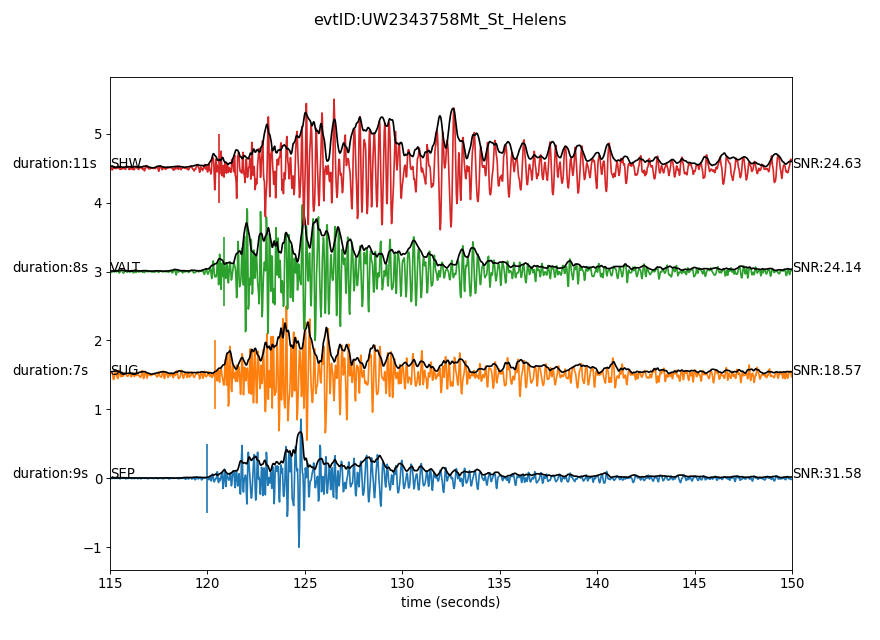 evtID:UW2343758Mt_St_Helens
5
duration:11s SHW SNR:24.63
4
duration:8s VALT SNR:24.14
3
2
duration:7s SUG SNR:18.57
1
duration:9s SEP SNR:31.58
0
−1
115 120 125 130 135 140 145 150
time (seconds)